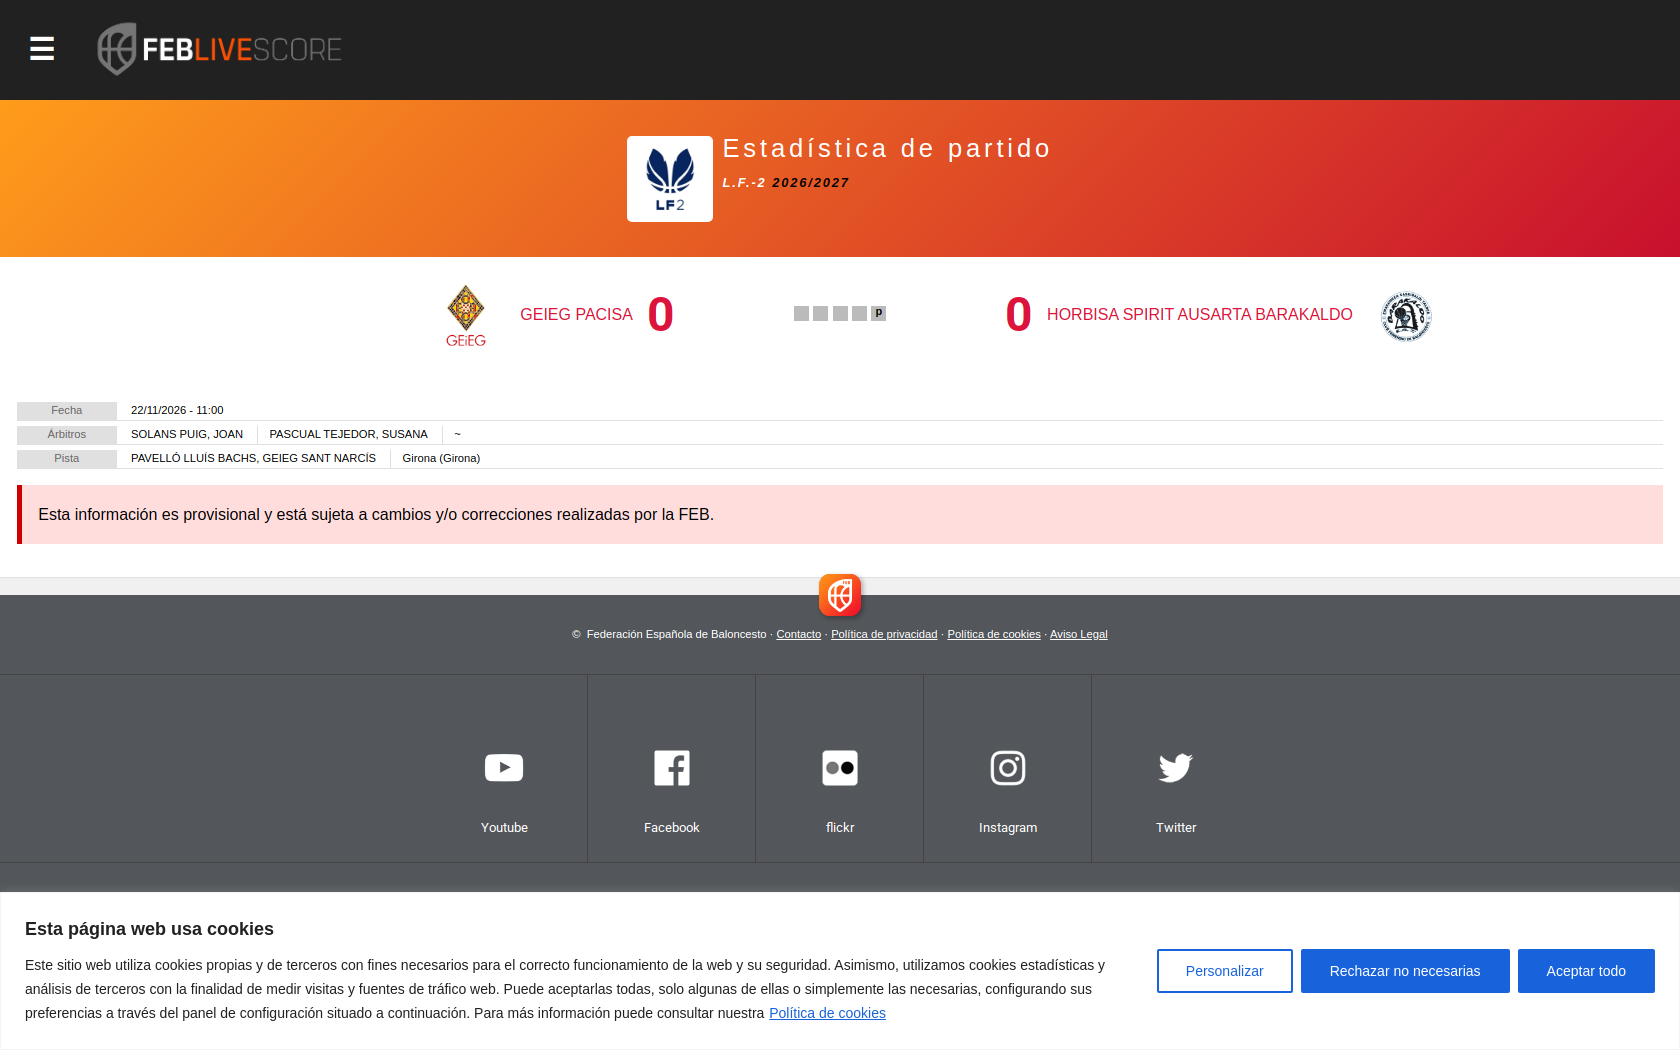 ☰ FEBLIVESCORE
Estadística de partido
L.F.-2 2026/2027
LF2
GEIEG PACISA 0 p 0 HORBISA SPIRIT AUSARTA BARAKALDO
GEiEG
Fecha 22/11/2026 - 11:00
Árbitros SOLANS PUIG, JOAN PASCUAL TEJEDOR, SUSANA ~
Pista PAVELLÓ LLUÍS BACHS, GEIEG SANT NARCÍS Girona (Girona)
Esta información es provisional y está sujeta a cambios y/o correcciones realizadas por la FEB.
© Federación Española de Baloncesto · Contacto · Política de privacidad · Política de cookies · Aviso Legal
Youtube Facebook flickr Instagram Twitter
Esta página web usa cookies
Este sitio web utiliza cookies propias y de terceros con fines necesarios para el correcto funcionamiento de la web y su seguridad. Asimismo, utilizamos cookies estadísticas y
análisis de terceros con la finalidad de medir visitas y fuentes de tráfico web. Puede aceptarlas todas, solo algunas de ellas o simplemente las necesarias, configurando sus
preferencias a través del panel de configuración situado a continuación. Para más información puede consultar nuestra Política de cookies
Personalizar Rechazar no necesarias Aceptar todo